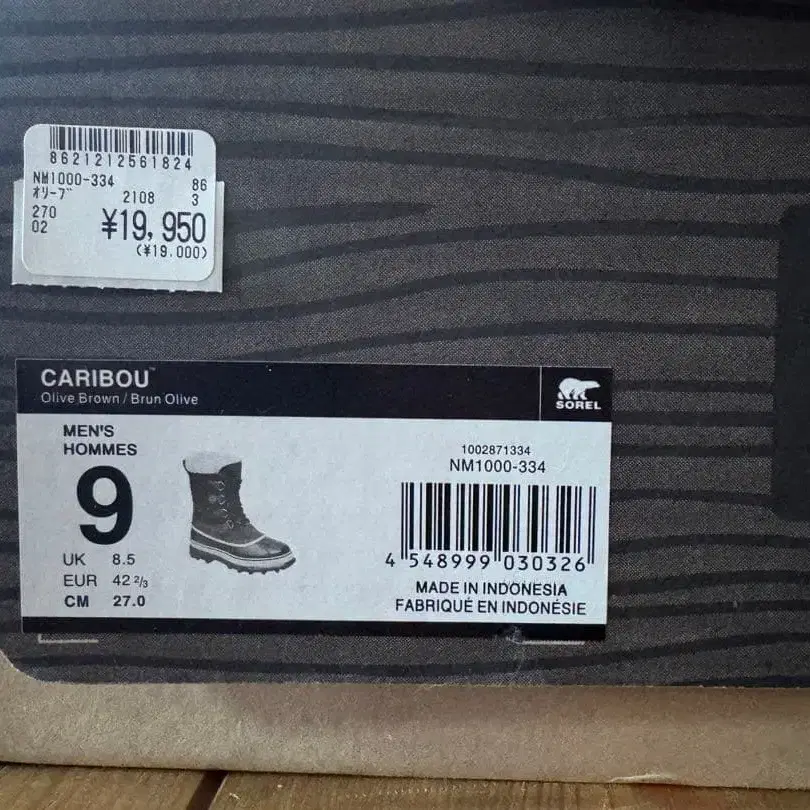 8621212561824
NM1000-334 86
ｵﾘｰﾌﾞ 2108 3
270
02 ¥19,950
(¥19.000)
CARIBOU™
Olive Brown / Brun Olive
SOREL
MEN'S
HOMMES
9
UK 8.5
EUR 42 2/3
CM 27.0
1002871334
NM1000-334
4 548999 030326
MADE IN INDONESIA
FABRIQUÉ EN INDONÉSIE